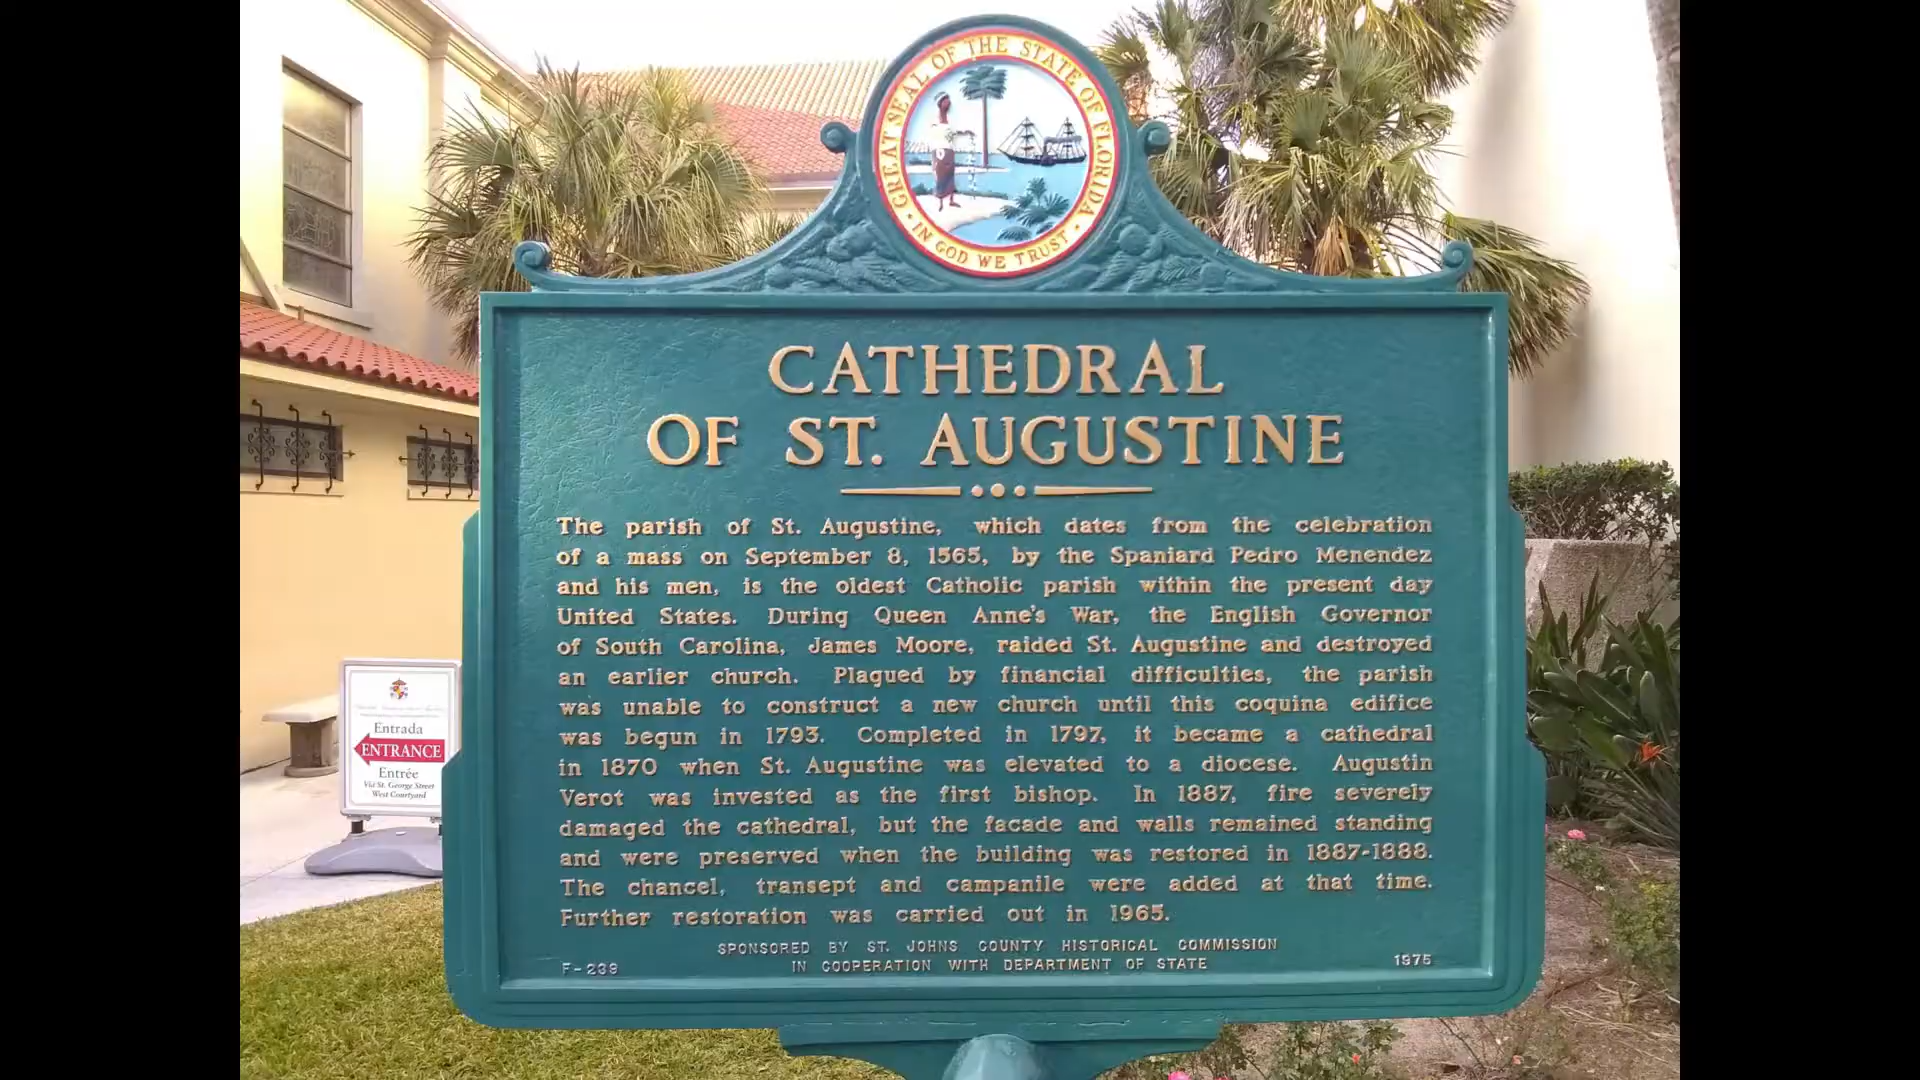 GREAT SEAL OF THE STATE OF FLORIDA
IN GOD WE TRUST
CATHEDRAL
OF ST. AUGUSTINE
The parish of St. Augustine, which dates from the celebration
of a mass on September 8, 1565, by the Spaniard Pedro Menendez
and his men, is the oldest Catholic parish within the present day
United States. During Queen Anne's War, the English Governor
of South Carolina, James Moore, raided St. Augustine and destroyed
an earlier church. Plagued by financial difficulties, the parish
was unable to construct a new church until this coquina edifice
was begun in 1793. Completed in 1797, it became a cathedral
in 1870 when St. Augustine was elevated to a diocese. Augustin
Verot was invested as the first bishop. In 1887, fire severely
damaged the cathedral, but the facade and walls remained standing
and were preserved when the building was restored in 1887-1888.
The chancel, transept and campanile were added at that time.
Further restoration was carried out in 1965.
SPONSORED BY ST. JOHNS COUNTY HISTORICAL COMMISSION
IN COOPERATION WITH DEPARTMENT OF STATE
F-239
1975
Entrada
ENTRANCE
Entrée
Via St. George Street
West Courtyard